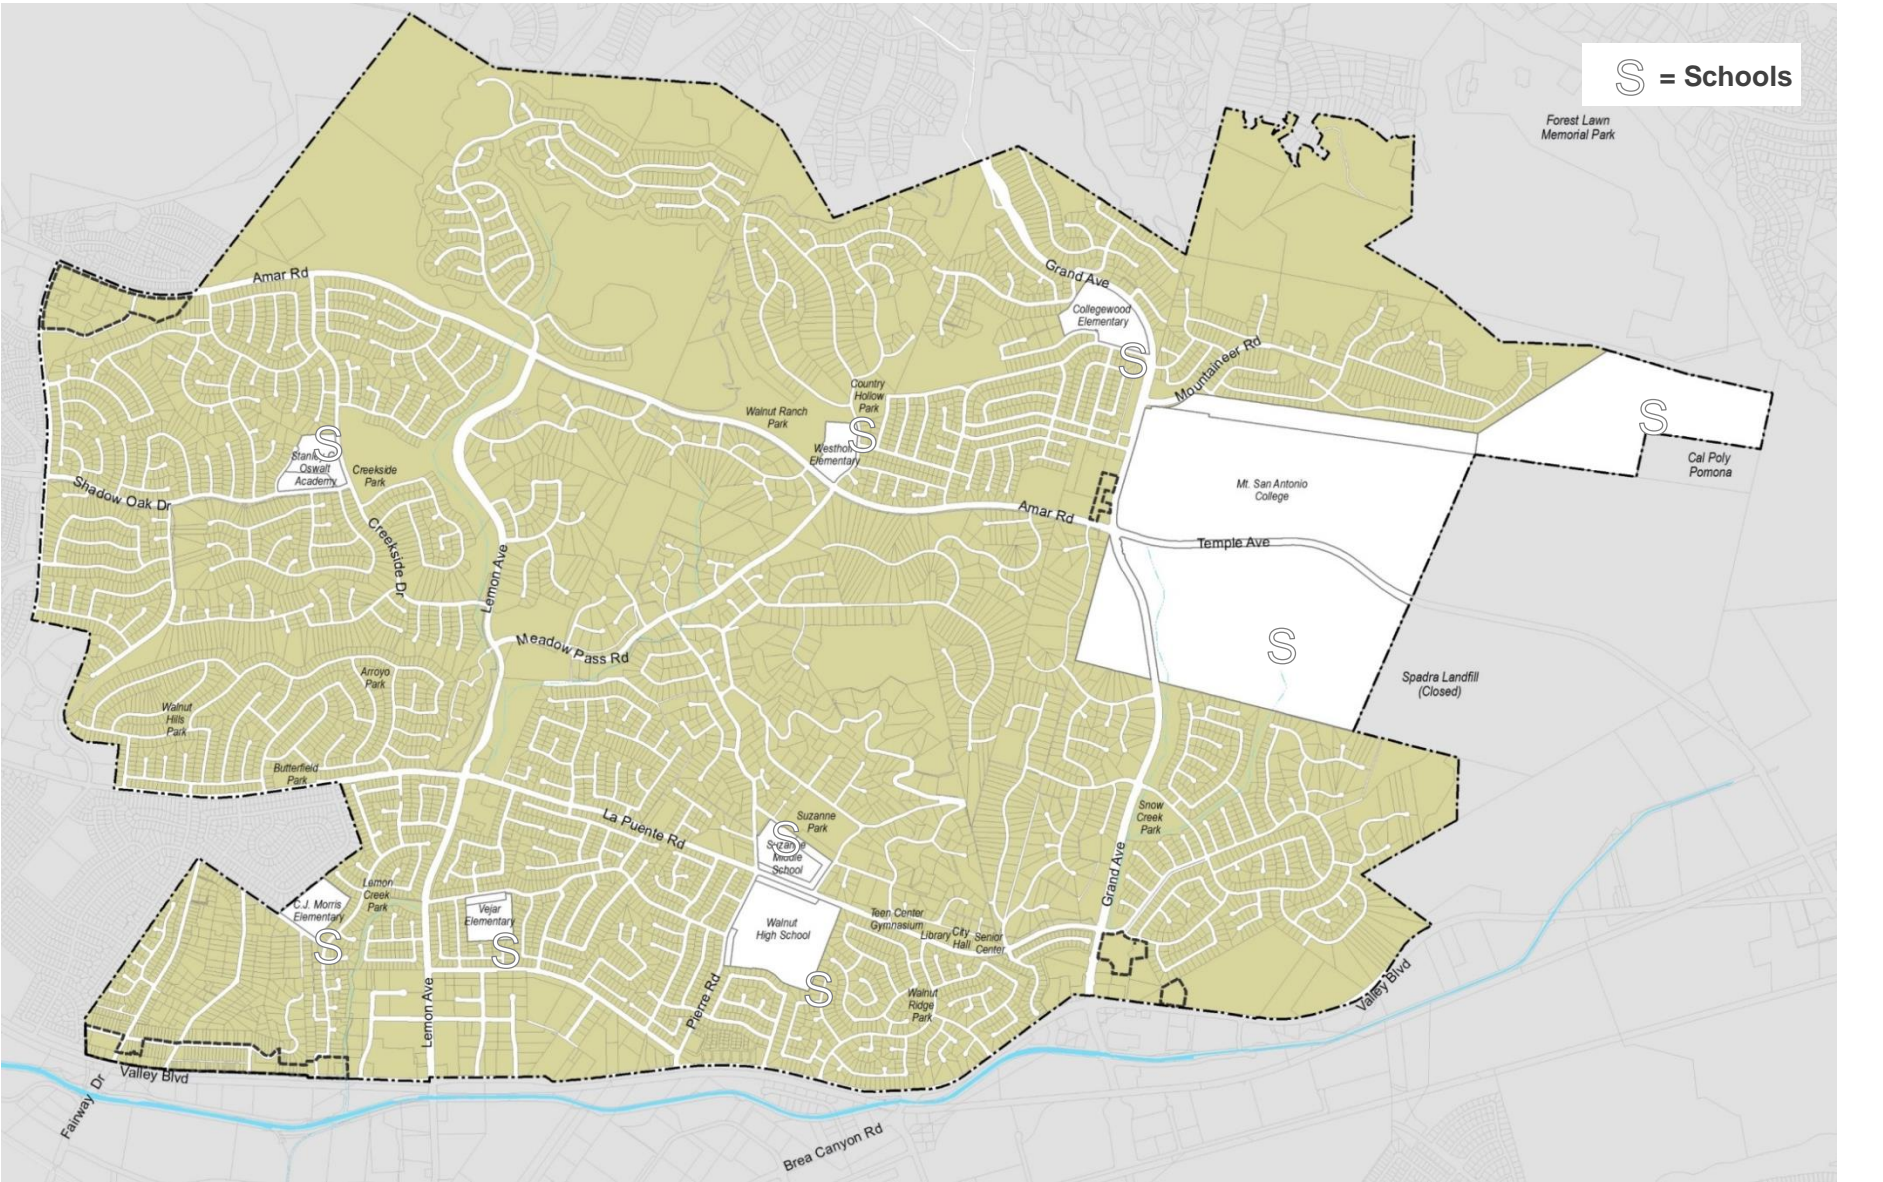 S = Schools
Forest Lawn
Memorial Park
Amar Rd
Grand Ave
Collegewood
Elementary
S
Mountaineer Rd
Country
Hollow
Park
Walnut Ranch
Park
S
S
Westhoff
Elementary
S
Stanley
Oswalt
Academy
Creekside
Park
Cal Poly
Pomona
Shadow Oak Dr
Mt. San Antonio
College
Amar Rd
Creekside Dr
Temple Ave
Lemon Ave
Meadow Pass Rd
S
Arroyo
Park
Spadra Landfill
(Closed)
Walnut
Hills
Park
Butterfield
Park
La Puente Rd
Suzanne
Park
Snow
Creek
Park
S
Suzanne
Middle
School
Grand Ave
Lemon
Creek
Park
C.J. Morris
Elementary
Vejar
Elementary
Walnut
High School
Teen Center
Gymnasium
Library
City
Hall
Senior
Center
S
S
S
Pierre Rd
Walnut
Ridge
Park
Valley Blvd
Lemon Ave
Valley Blvd
Fairway Dr
Brea Canyon Rd